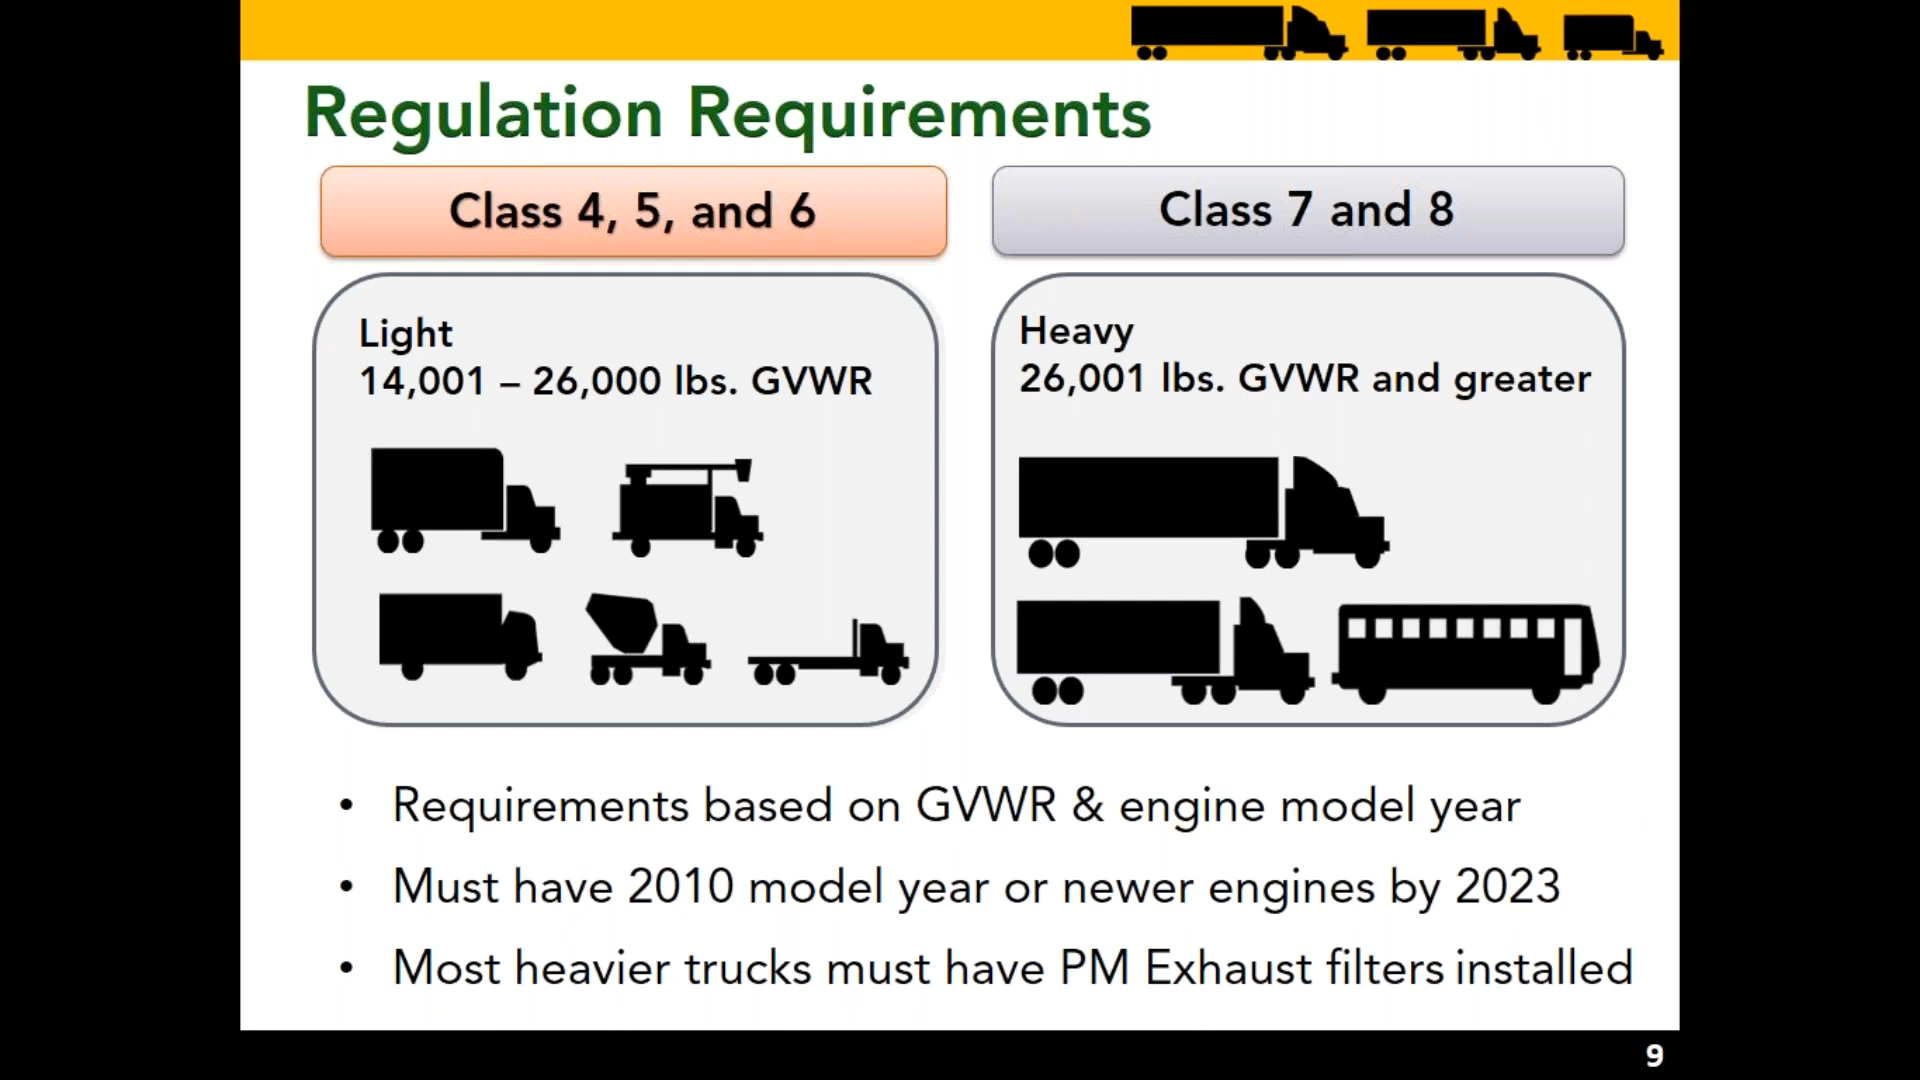 Regulation Requirements
Class 4, 5, and 6
Class 7 and 8
Light
14,001 – 26,000 lbs. GVWR
Heavy
26,001 lbs. GVWR and greater
• Requirements based on GVWR & engine model year
• Must have 2010 model year or newer engines by 2023
• Most heavier trucks must have PM Exhaust filters installed
9